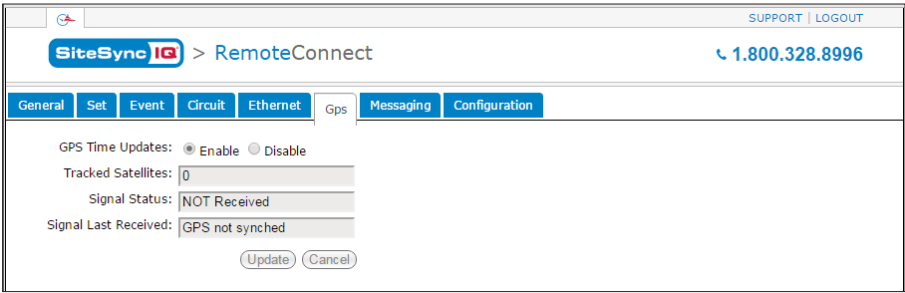 SUPPORT | LOGOUT
SiteSync IQ > RemoteConnect
1.800.328.8996
General Set Event Circuit Ethernet Gps Messaging Configuration
GPS Time Updates: Enable Disable
Tracked Satellites: 0
Signal Status: NOT Received
Signal Last Received: GPS not synched
Update Cancel